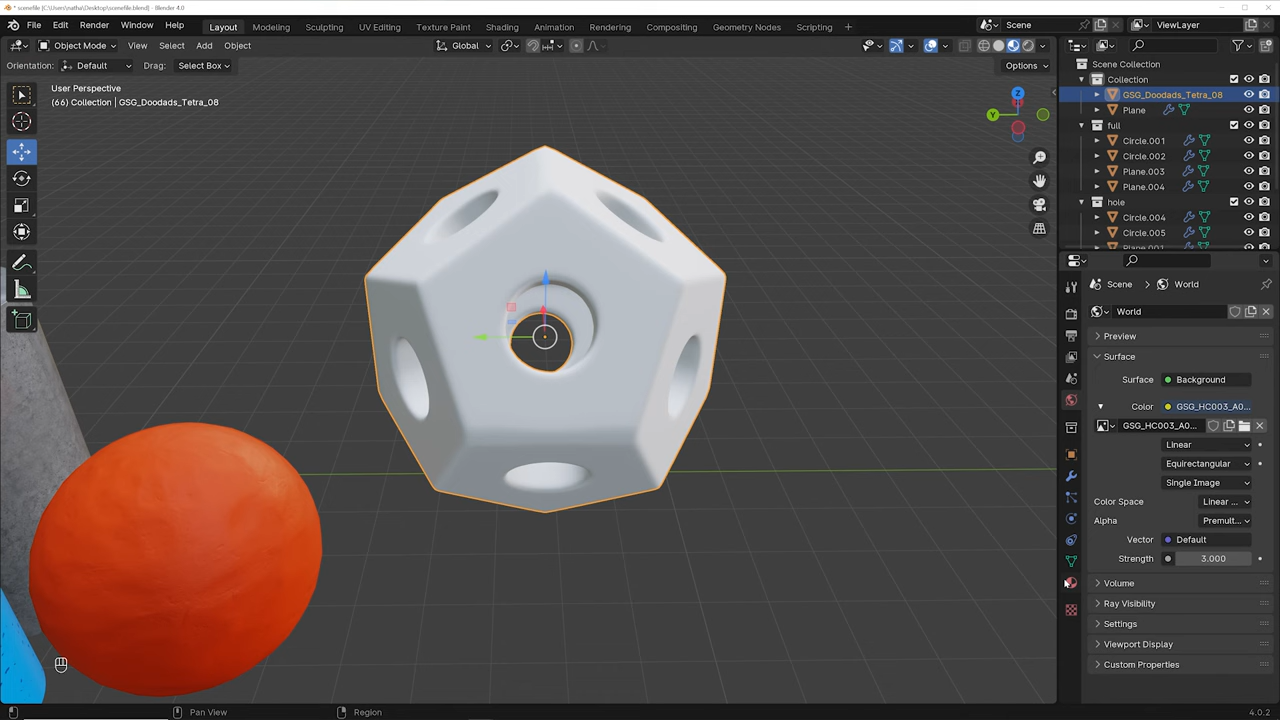 * scenefile [C:\Users\natha\Desktop\scenefile.blend] - Blender 4.0
File Edit Render Window Help Layout Modeling Sculpting UV Editing Texture Paint Shading Animation Rendering Compositing Geometry Nodes Scripting + Scene ViewLayer
Object Mode View Select Add Object Global
Orientation: Default Drag: Select Box Options
User Perspective
(66) Collection | GSG_Doodads_Tetra_08
Z
Y
Scene Collection
Collection
GSG_Doodads_Tetra_08
Plane
full
Circle.001
Circle.002
Plane.003
Plane.004
hole
Circle.004
Circle.005
Plane.001
Scene > World
World
Preview
Surface
Surface Background
Color GSG_HC003_A0...
GSG_HC003_A0...
Linear
Equirectangular
Single Image
Color Space Linear ...
Alpha Premult...
Vector Default
Strength 3.000
Volume
Ray Visibility
Settings
Viewport Display
Custom Properties
Pan View Region 4.0.2